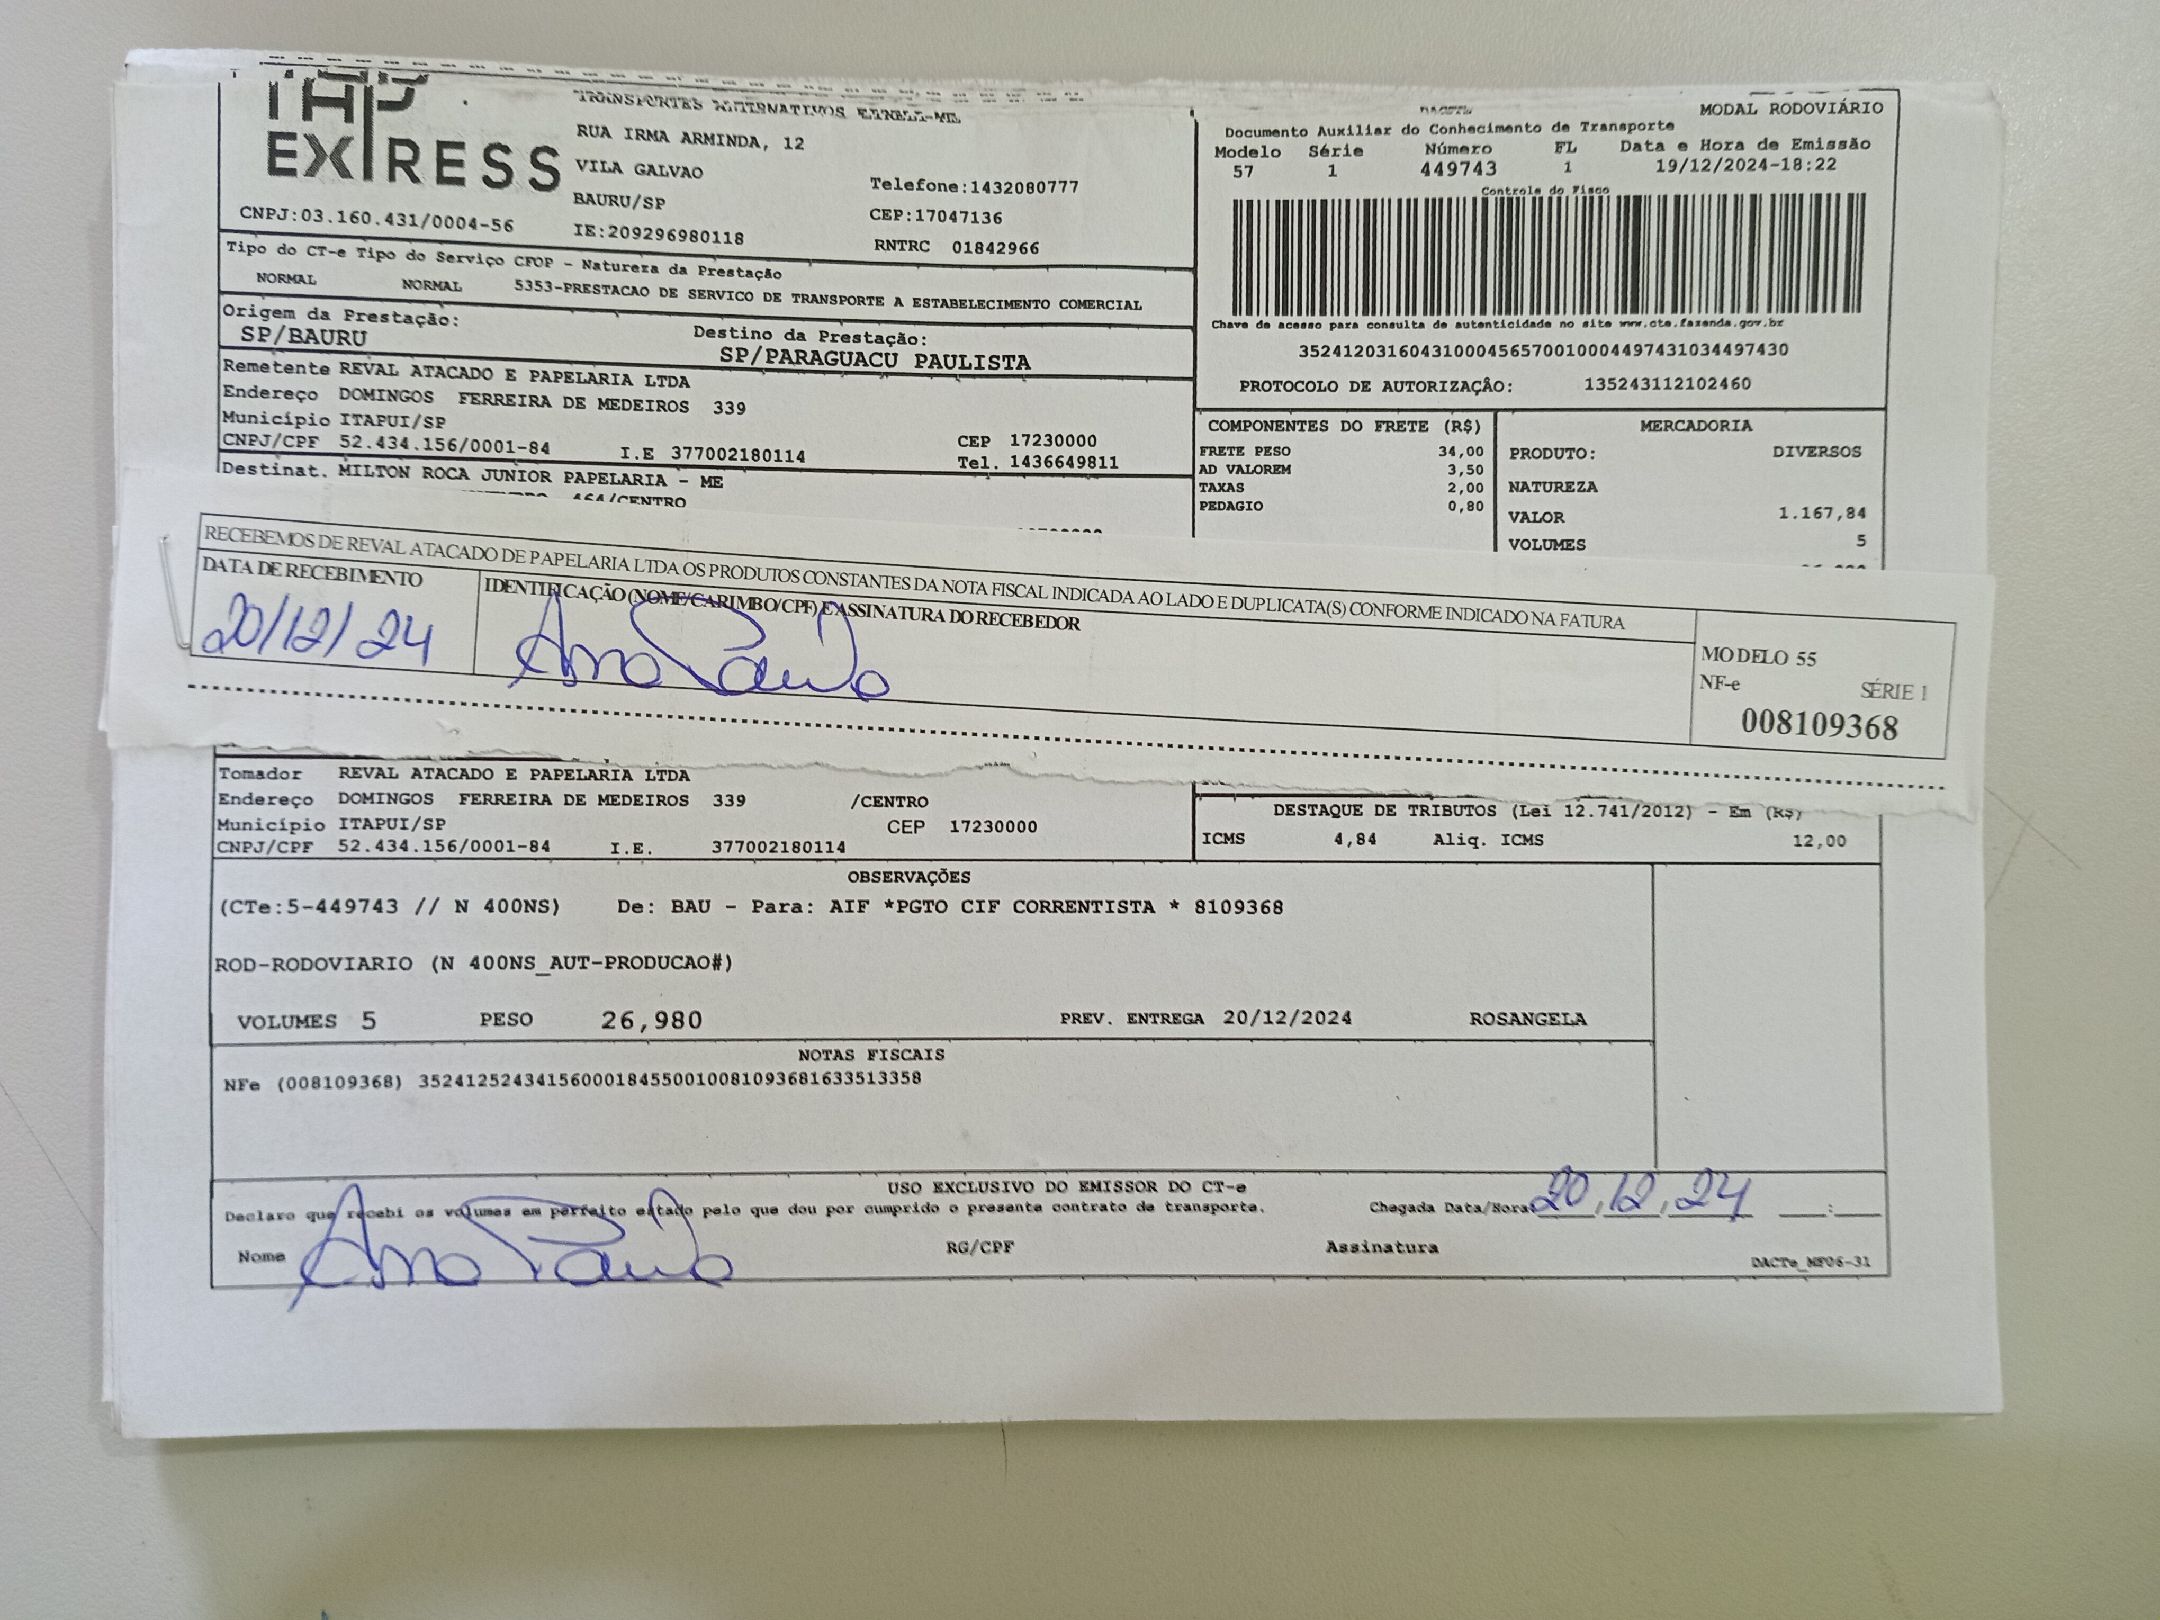 TAP
EXPRESS
TRANSPORTES ALTERNATIVOS EIRELI-ME
RUA IRMA ARMINDA, 12
VILA GALVAO
BAURU/SP
Telefone:1432080777
CEP:17047136
CNPJ:03.160.431/0004-56
IE:209296980118
RNTRC 01842966
DACTE
MODAL RODOVIÁRIO
Documento Auxiliar do Conhecimento de Transporte
Modelo Série Número FL Data e Hora de Emissão
57 1 449743 1 19/12/2024-18:22
Controle do Fisco
Chave de acesso para consulta de autenticidade no site www.cte.fazenda.gov.br
35241203160431000456570010004497431034497430
PROTOCOLO DE AUTORIZAÇÃO: 135243112102460
Tipo do CT-e Tipo do Serviço CFOP - Natureza da Prestação
NORMAL NORMAL 5353-PRESTACAO DE SERVICO DE TRANSPORTE A ESTABELECIMENTO COMERCIAL
Origem da Prestação: Destino da Prestação:
SP/BAURU SP/PARAGUACU PAULISTA
Remetente REVAL ATACADO E PAPELARIA LTDA
Endereço DOMINGOS FERREIRA DE MEDEIROS 339
Município ITAPUI/SP CEP 17230000
CNPJ/CPF 52.434.156/0001-84 I.E 377002180114 Tel. 1436649811
Destinat. MILTON ROCA JUNIOR PAPELARIA - ME
464/CENTRO
COMPONENTES DO FRETE (R$)
FRETE PESO 34,00
AD VALOREM 3,50
TAXAS 2,00
PEDAGIO 0,80
MERCADORIA
PRODUTO: DIVERSOS
NATUREZA
VALOR 1.167,84
VOLUMES 5
RECEBEMOS DE REVAL ATACADO DE PAPELARIA LTDA OS PRODUTOS CONSTANTES DA NOTA FISCAL INDICADA AO LADO E DUPLICATA(S) CONFORME INDICADO NA FATURA
DATA DE RECEBIMENTO
20/12/24
IDENTIFICAÇÃO (NOME/CARIMBO/CPF) E ASSINATURA DO RECEBEDOR
Ana Paula
MODELO 55
NF-e SÉRIE 1
008109368
Tomador REVAL ATACADO E PAPELARIA LTDA
Endereço DOMINGOS FERREIRA DE MEDEIROS 339 /CENTRO
Município ITAPUI/SP CEP 17230000
CNPJ/CPF 52.434.156/0001-84 I.E. 377002180114
DESTAQUE DE TRIBUTOS (Lei 12.741/2012) - Em (R$)
ICMS 4,84 Aliq. ICMS 12,00
OBSERVAÇÕES
(CTe:5-449743 // N 400NS) De: BAU - Para: AIF *PGTO CIF CORRENTISTA * 8109368
ROD-RODOVIARIO (N 400NS_AUT-PRODUCAO#)
VOLUMES 5 PESO 26,980 PREV. ENTREGA 20/12/2024 ROSANGELA
NOTAS FISCAIS
NFe (008109368) 35241252434156000184550010081093681633513358
USO EXCLUSIVO DO EMISSOR DO CT-e
Declaro que recebi os volumes em perfeito estado pelo que dou por cumprido o presente contrato de transporte. Chegada Data/Hora 20,12,24 :
Nome Ana Paula RG/CPF Assinatura
DACTe_MF06-31